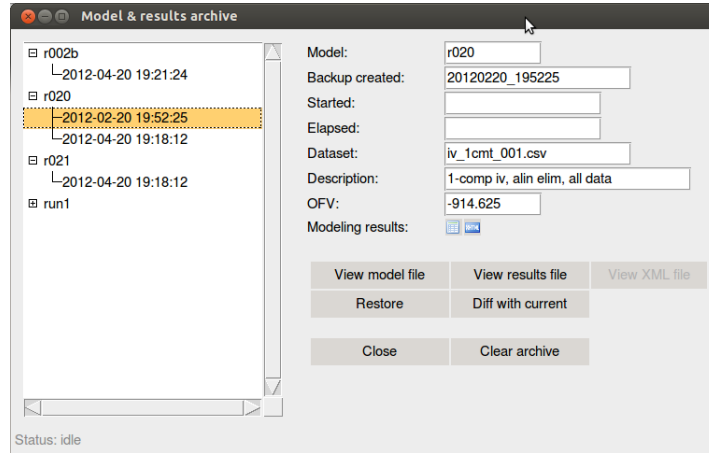 Model & results archive
r002b
2012-04-20 19:21:24
r020
2012-02-20 19:52:25
2012-04-20 19:18:12
r021
2012-04-20 19:18:12
run1
Model: r020
Backup created: 20120220_195225
Started:
Elapsed:
Dataset: iv_1cmt_001.csv
Description: 1-comp iv, alin elim, all data
OFV: -914.625
Modeling results:
View model file View results file View XML file
Restore Diff with current
Close Clear archive
Status: idle